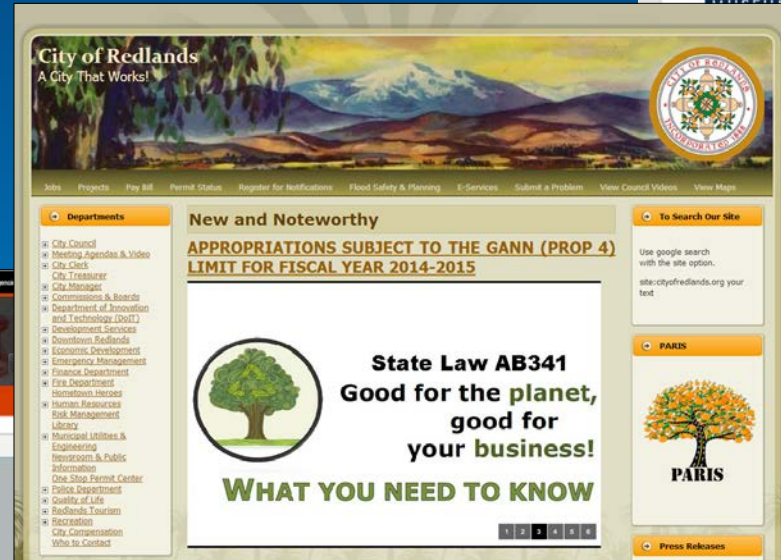 City of Redlands
A City That Works!
CITY OF REDLANDS
INCORPORATED 1888
Jobs Projects Pay Bill Permit Status Register for Notifications Flood Safety & Planning E-Services Submit a Problem View Council Videos View Maps
Departments
City Council
Meeting Agendas & Video
City Clerk
City Treasurer
City Manager
Commissions & Boards
Department of Innovation
and Technology (DoIT)
Development Services
Downtown Redlands
Economic Development
Emergency Management
Finance Department
Fire Department
Hometown Heroes
Human Resources
Risk Management
Library
Municipal Utilities &
Engineering
Newsroom & Public
Information
One Stop Permit Center
Police Department
Quality of Life
Redlands Tourism
Recreation
City Compensation
Who to Contact
New and Noteworthy
APPROPRIATIONS SUBJECT TO THE GANN (PROP 4)
LIMIT FOR FISCAL YEAR 2014-2015
State Law AB341
Good for the planet,
good for
your business!
WHAT YOU NEED TO KNOW
1 2 3 4 5 6
To Search Our Site
Use google search
with the site option.
site:cityofredlands.org your
text
PARIS
PARIS
Press Releases